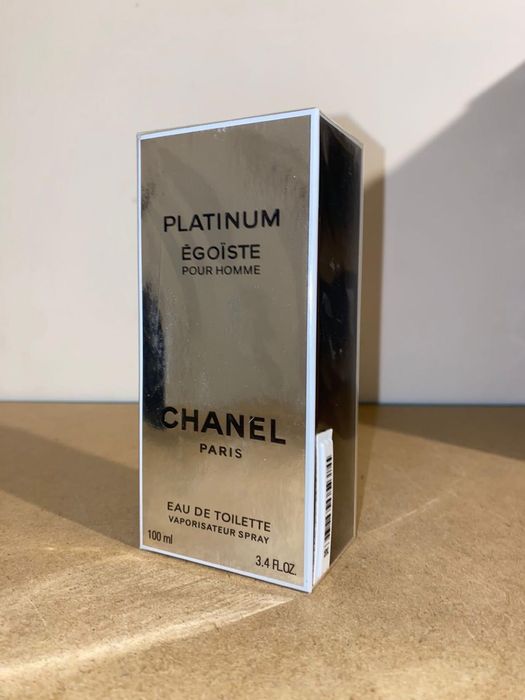 PLATINUM
ÉGOÏSTE
POUR HOMME
CHANEL
PARIS
EAU DE TOILETTE
VAPORISATEUR SPRAY
100 ml
3.4 FL.OZ.